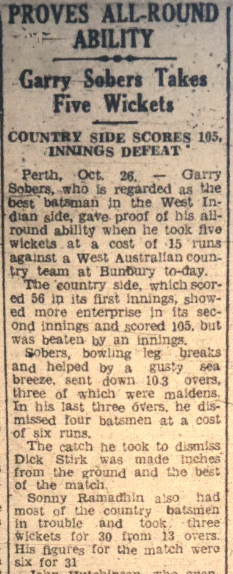 PROVES ALL-ROUND
ABILITY
Garry Sobers Takes
Five Wickets
COUNTRY SIDE SCORES 105,
INNINGS DEFEAT
Perth, Oct. 26. — Garry
Sobers, who is regarded as the
best batsman in the West In-
dian side, gave proof of his all-
round ability when he took five
wickets at a cost of 15 runs
against a West Australian coun-
try team at Bunbury to-day.
The country side, which scor-
ed 56 in its first innings, show-
ed more enterprise in its sec-
ond innings and scored 105, but
was beaten by an innings.
Sobers, bowling leg breaks
and helped by a gusty sea
breeze, sent down 10.3 overs,
three of which were maidens.
In his last three overs, he dis-
missed four batsmen at a cost
of six runs.
The catch he took to dismiss
Dick Stirk was made inches
from the ground and the best
of the match.
Sonny Ramadhin also had
most of the country batsmen
in trouble and took three
wickets for 30 from 13 overs.
His figures for the match were
six for 31
John Hutchinson, who